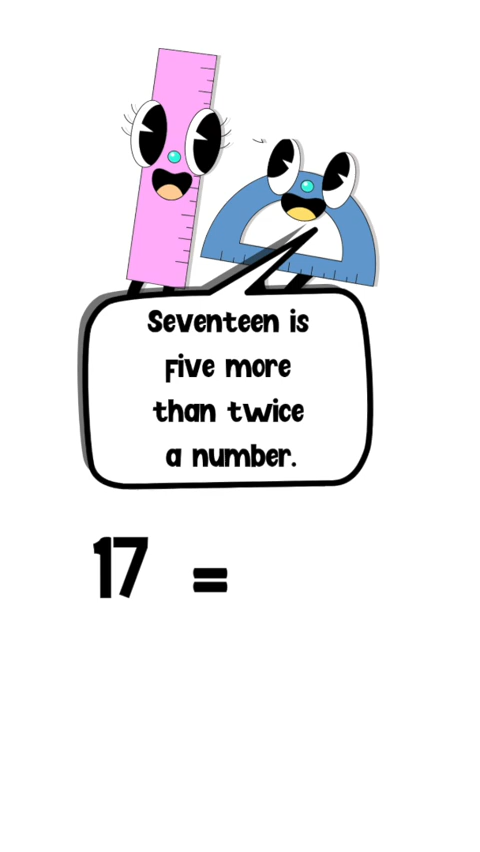 Seventeen is
Five more
than twice
a number.
17 =